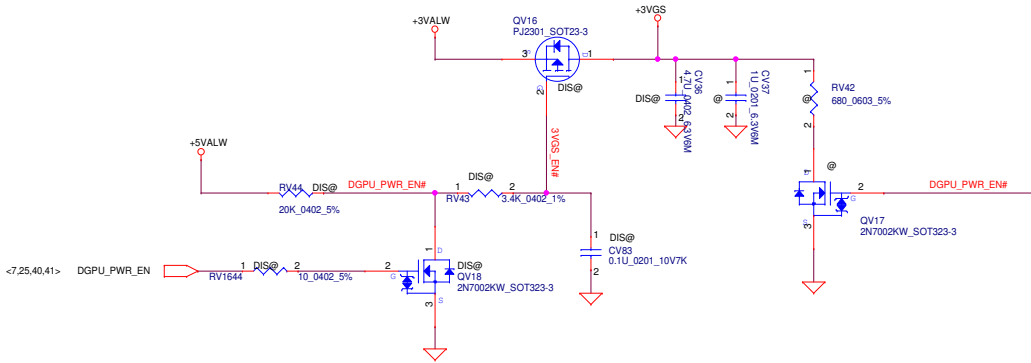 +3VALW
QV16
PJ2301_SOT23-3
+3VGS
3
1
S
D
G
2
DIS@
1
DIS@
2
CV36
4.7U_0402_6.3V6M
1
@
2
CV37
1U_0201_6.3V6M
1
RV42
680_0603_5%
2
+5VALW
3VGS_EN#
RV44
DIS@
20K_0402_5%
DGPU_PWR_EN#
1
RV43
DIS@
2
3.4K_0402_1%
@
1
D
2
G
3
S
DGPU_PWR_EN#
QV17
2N7002KW_SOT323-3
DIS@
1
CV83
0.1U_0201_10V7K
2
<7,25,40,41>
DGPU_PWR_EN
1
RV1644
DIS@
2
10_0402_5%
1
D
2
G
3
S
DIS@
QV18
2N7002KW_SOT323-3